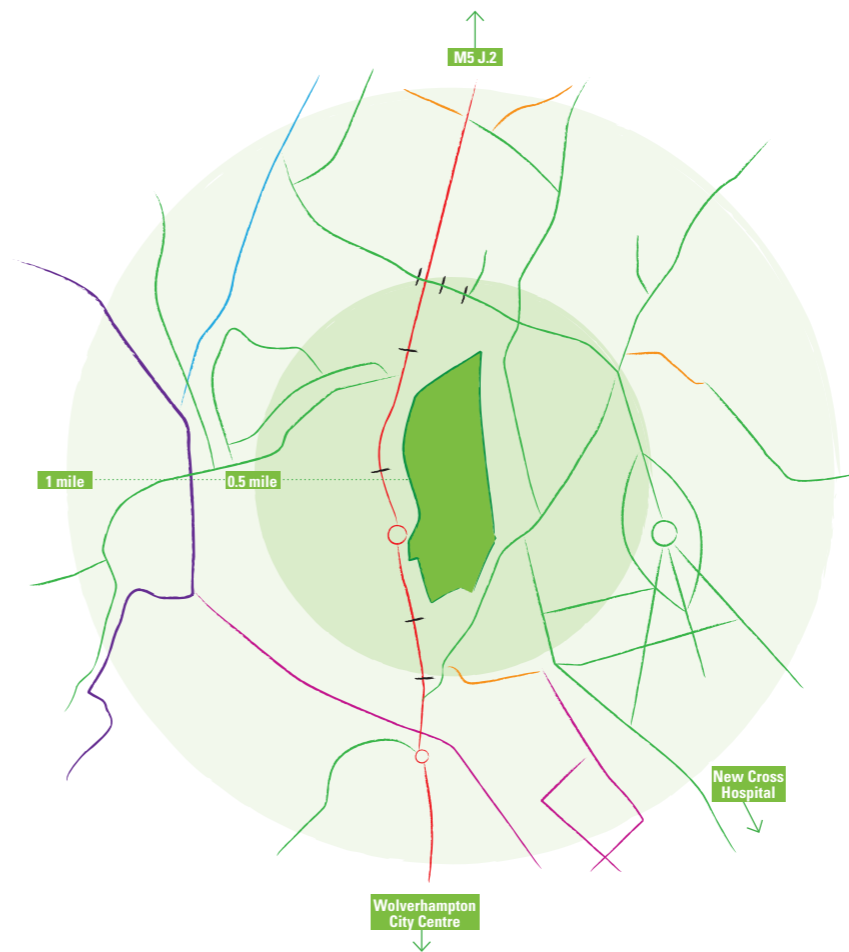 M5 J.2
1 mile
0.5 mile
New Cross
Hospital
Wolverhampton
City Centre